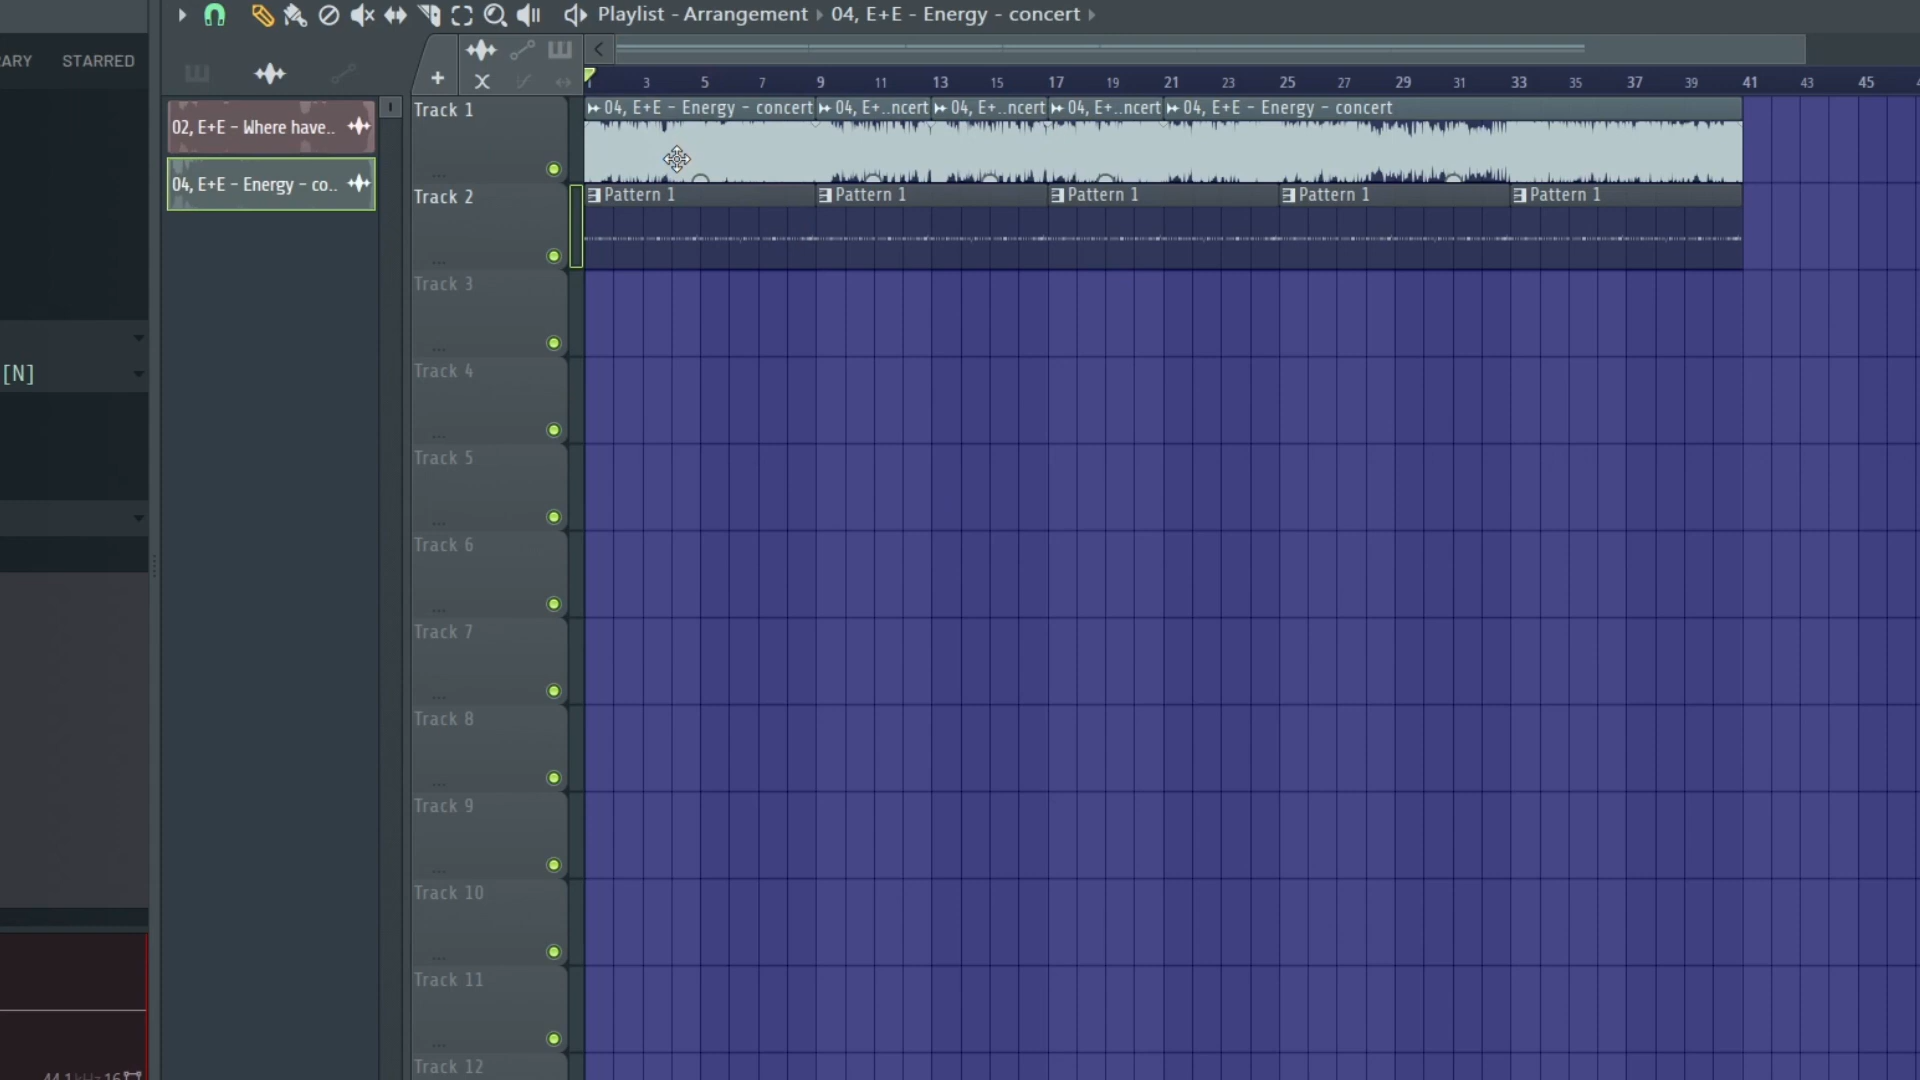 Playlist - Arrangement ▸ 04, E+E - Energy - concert ▸
ARY STARRED
1 3 5 7 9 11 13 15 17 19 21 23 25 27 29 31 33 35 37 39 41 43 45
02, E+E - Where have..
04, E+E - Energy - co..
Track 1
04, E+E - Energy - concert 04, E+..ncert 04, E+..ncert 04, E+..ncert 04, E+E - Energy - concert
Track 2
Pattern 1 Pattern 1 Pattern 1 Pattern 1 Pattern 1
Track 3
[N]
Track 4
Track 5
Track 6
Track 7
Track 8
Track 9
Track 10
Track 11
Track 12